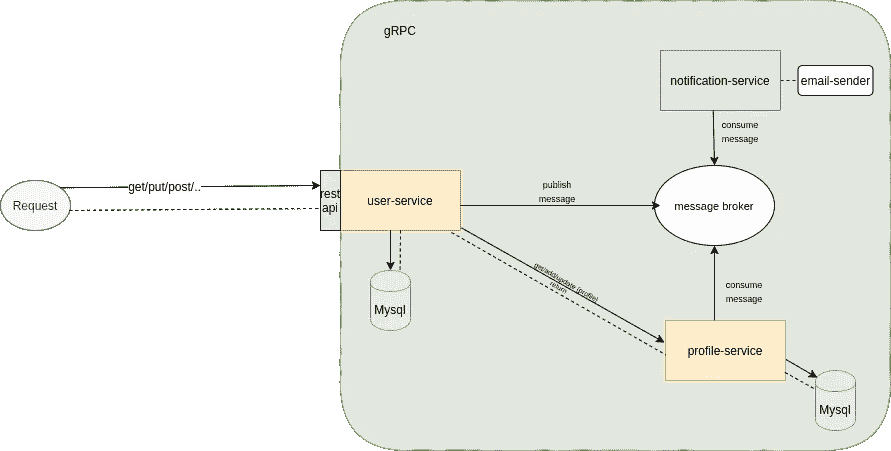 gRPC
notification-service
email-sender
consume
message
get/put/post/..
Request
rest
api
user-service
publish
message
message broker
get/add/update (profile)
return
consume
message
Mysql
profile-service
Mysql